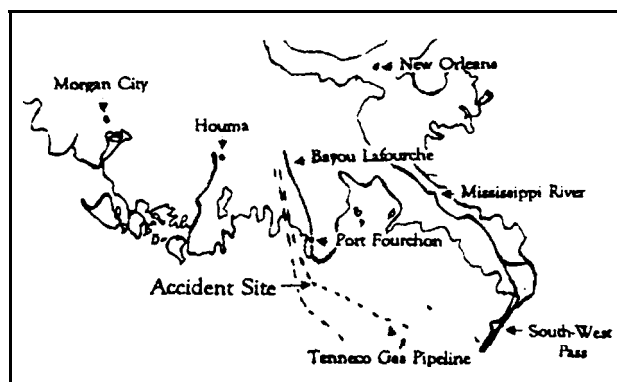 New Orleans
Morgan City
Houma
Bayou Lafourche
Mississippi River
Port Fourchon
Accident Site
South-West
Pass
Tenneco Gas Pipeline